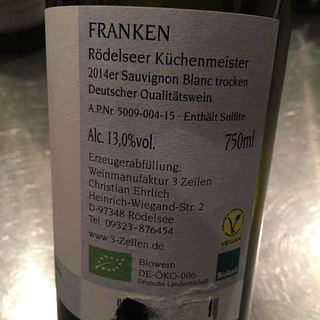 FRANKEN
Rödelseer Küchenmeister
2014er Sauvignon Blanc trocken
Deutscher Qualitätswein
A.P.Nr. 5009-004-15 · Enthält Sulfite
Alc. 13,0%vol. 750ml
Erzeugerabfüllung:
Weinmanufaktur 3 Zeilen
Christian Ehrlich
Heinrich-Wiegand-Str. 2
D-97348 Rödelsee
Tel. 09323-876454
www.3-Zeilen.de
VEGAN
Biowein
DE-ÖKO-006
Deutsche Landwirtschaft
Bioland